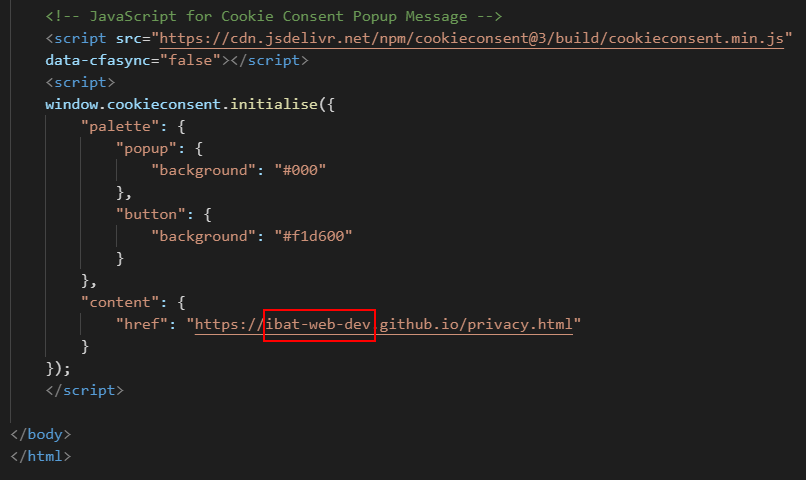 <!-- JavaScript for Cookie Consent Popup Message -->
<script src="https://cdn.jsdelivr.net/npm/cookieconsent@3/build/cookieconsent.min.js"
data-cfasync="false"></script>
<script>
window.cookieconsent.initialise({
"palette": {
"popup": {
"background": "#000"
},
"button": {
"background": "#f1d600"
}
},
"content": {
"href": "https://ibat-web-dev.github.io/privacy.html"
}
});
</script>
</body>
</html>